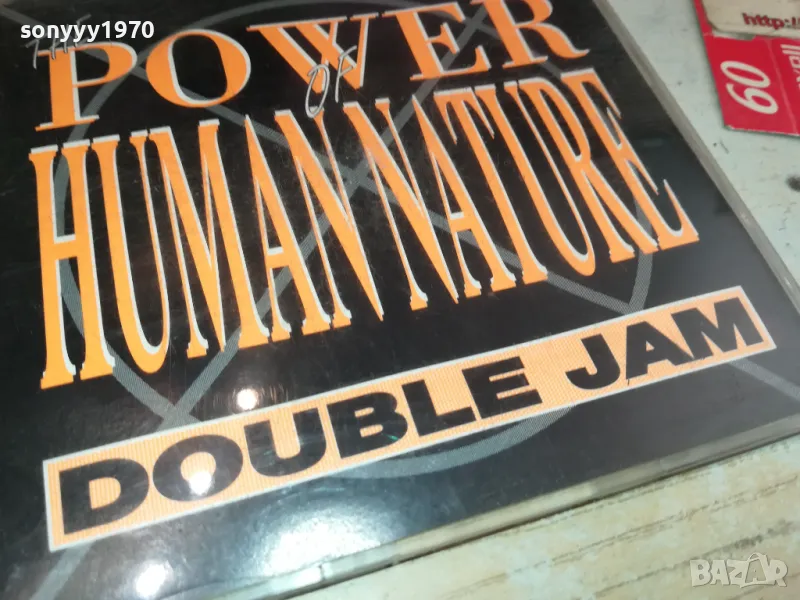 sonyyy1970
THE
POWER
OF
HUMAN NATURE
DOUBLE JAM
http://
60
BAZAR